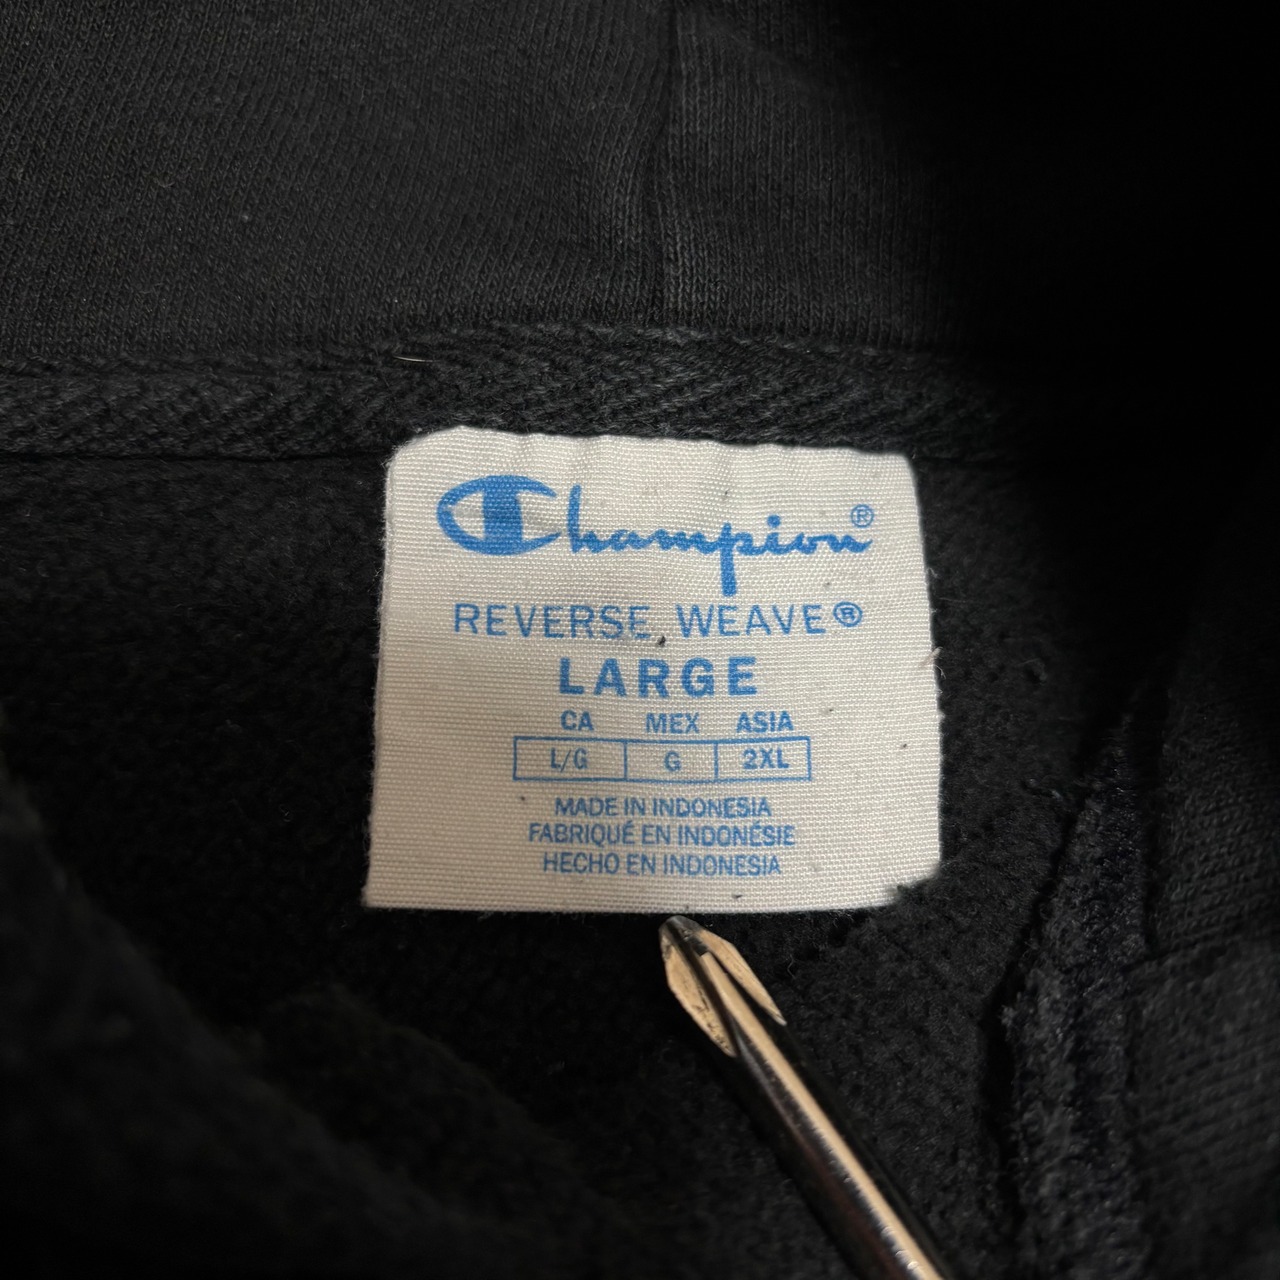 Champion®
REVERSE WEAVE®
LARGE
CA MEX ASIA
L/G G 2XL
MADE IN INDONESIA
FABRIQUÉ EN INDONÉSIE
HECHO EN INDONESIA